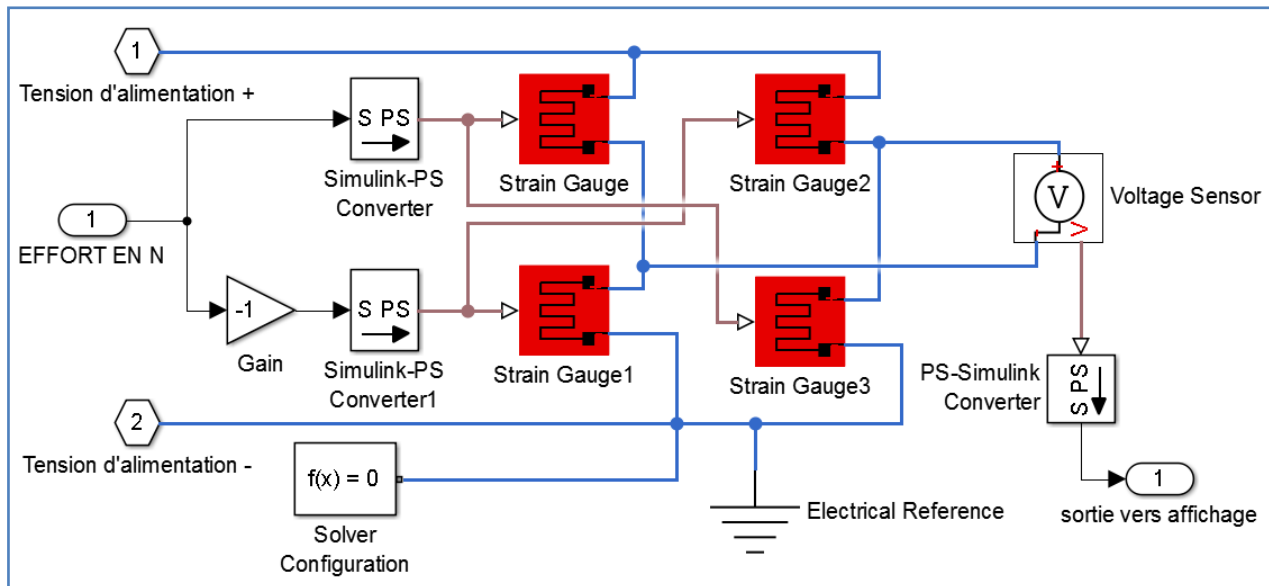 1
Tension d'alimentation +
S PS
Simulink-PS
Converter
Strain Gauge
Strain Gauge2
+
V
-
V
Voltage Sensor
1
EFFORT EN N
-1
Gain
S PS
Simulink-PS
Converter1
Strain Gauge1
Strain Gauge3
PS-Simulink
Converter
S PS
2
Tension d'alimentation -
f(x) = 0
Solver
Configuration
Electrical Reference
1
sortie vers affichage